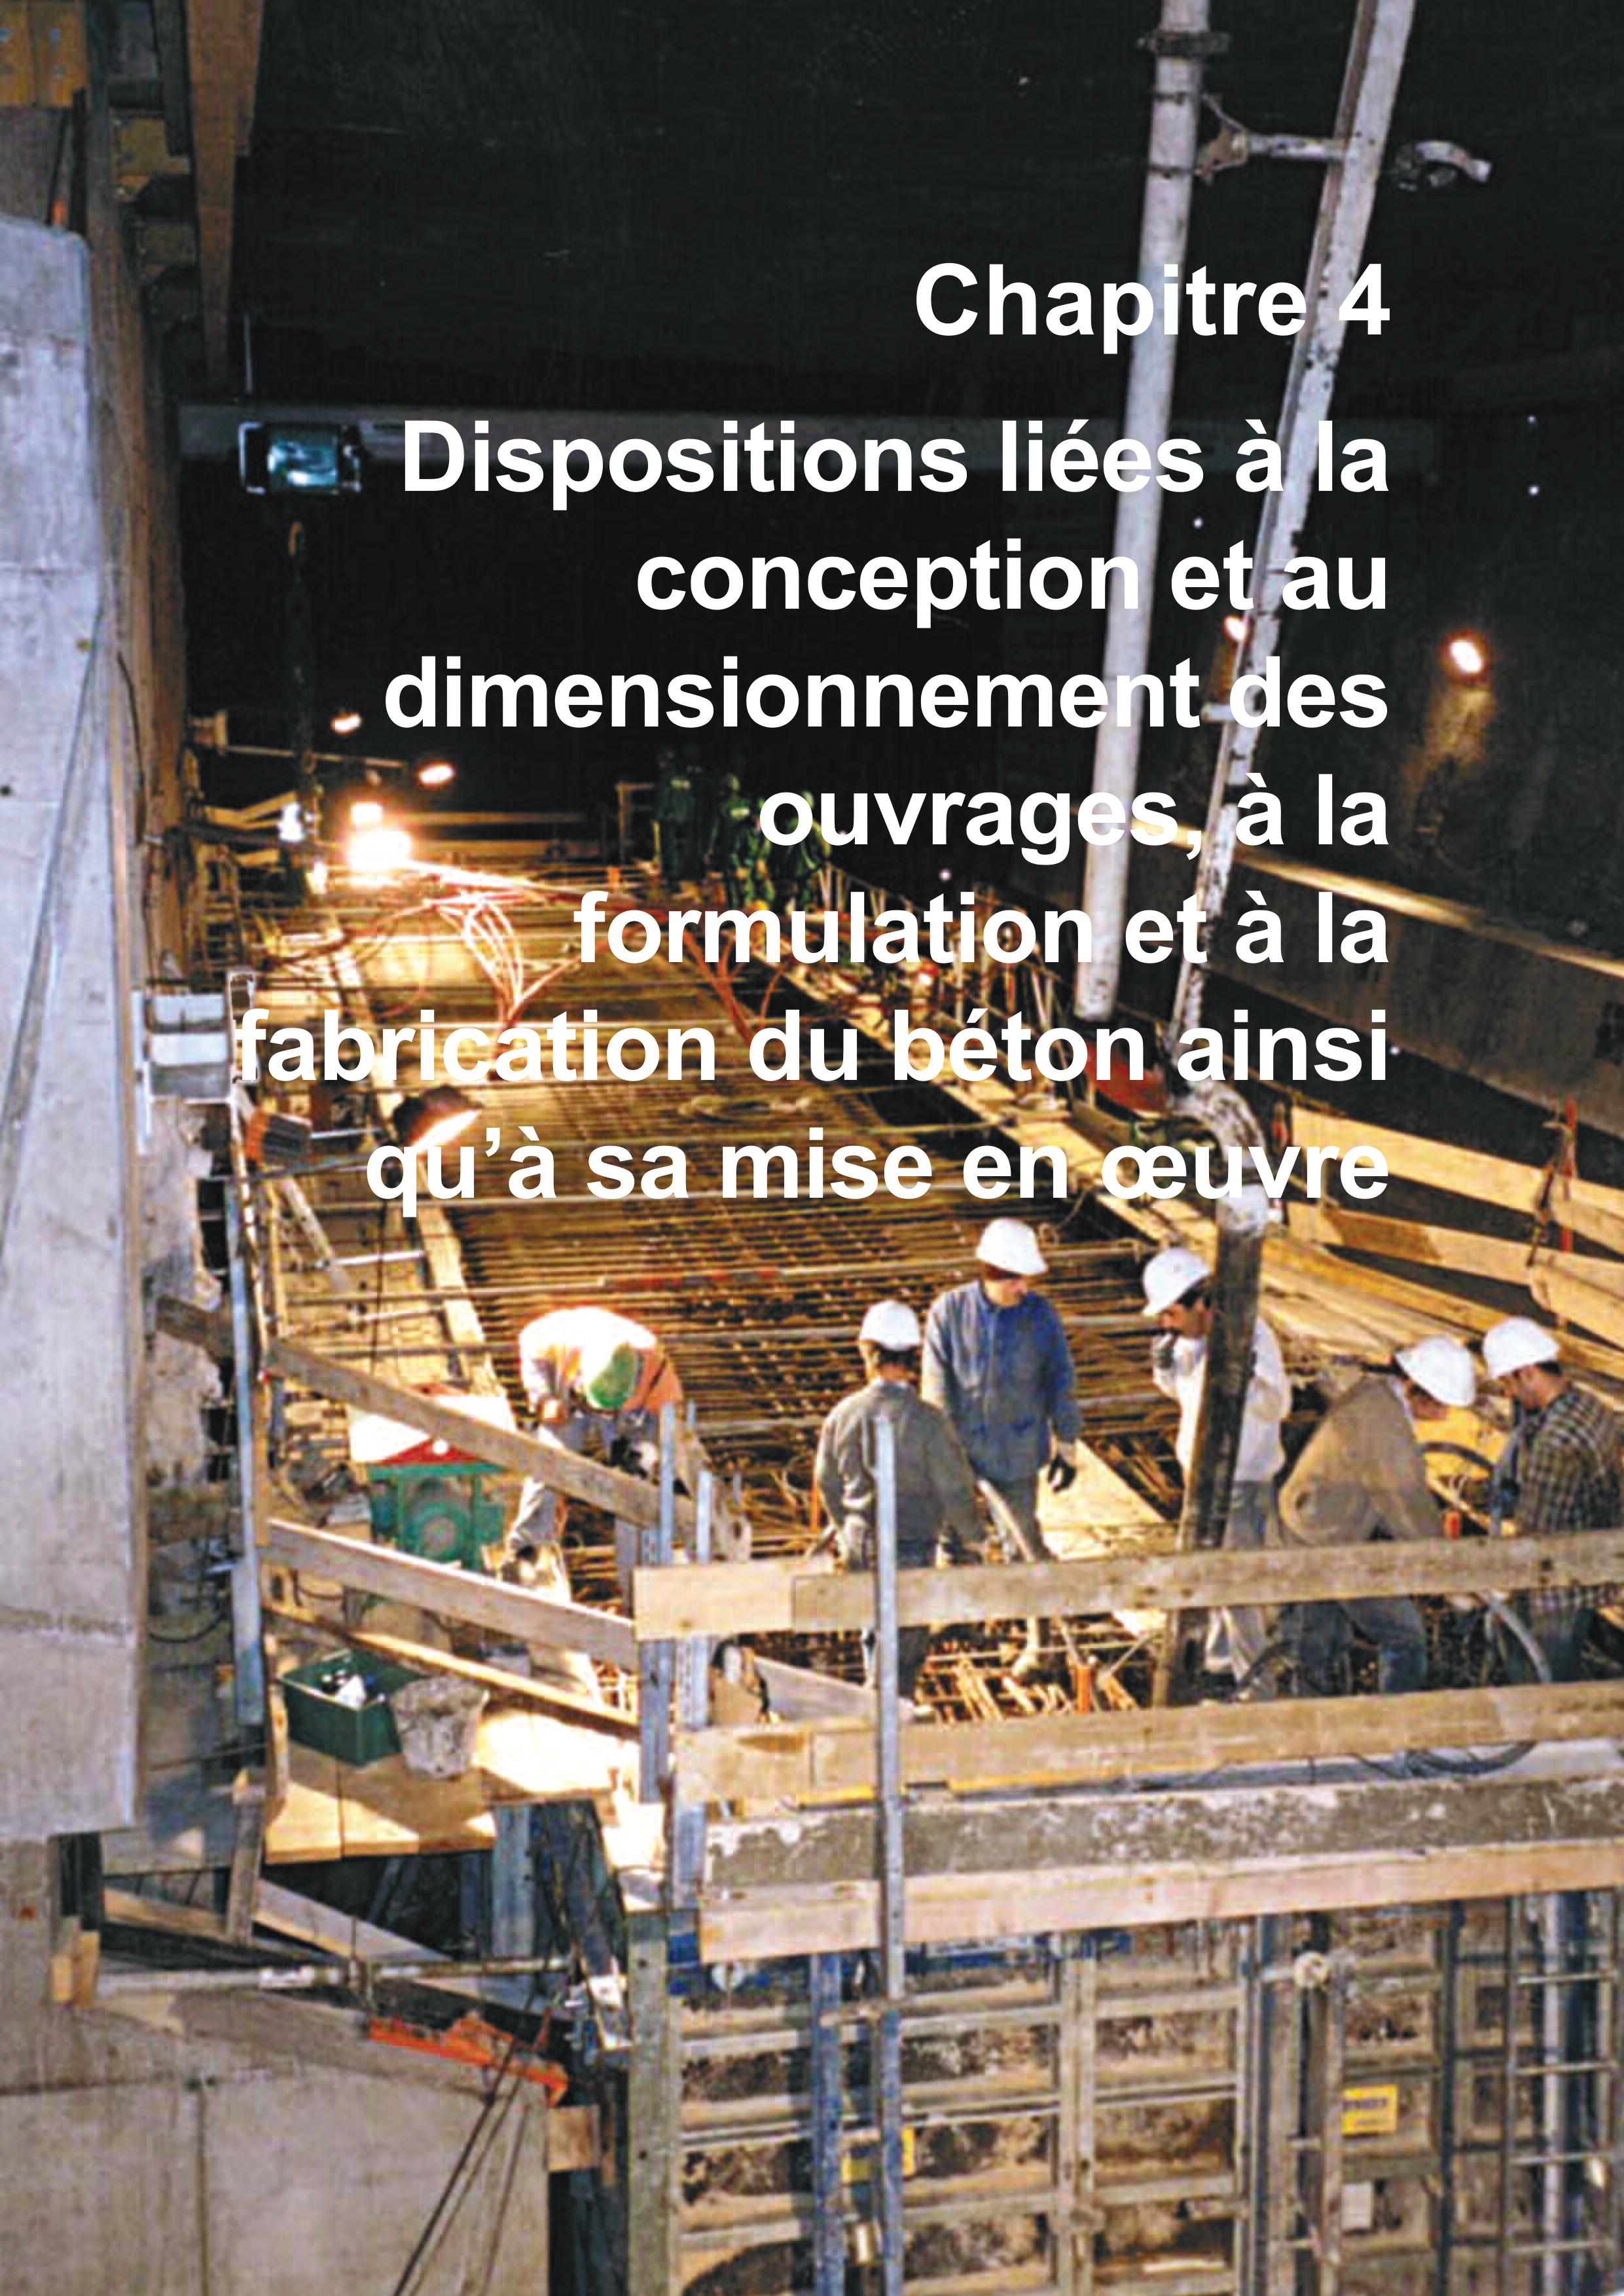 Chapitre 4
Dispositions liées à la
conception et au
dimensionnement des
ouvrages, à la
formulation et à la
fabrication du béton ainsi
qu’à sa mise en œuvre